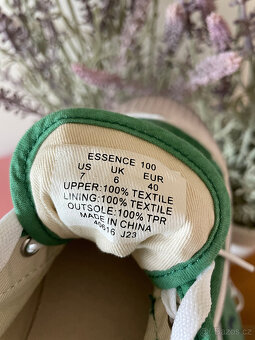 ESSENCE 100
US UK EUR
7 6 40
UPPER:100% TEXTILE
LINING:100% TEXTILE
OUTSOLE:100% TPR
MADE IN CHINA
40616 J23